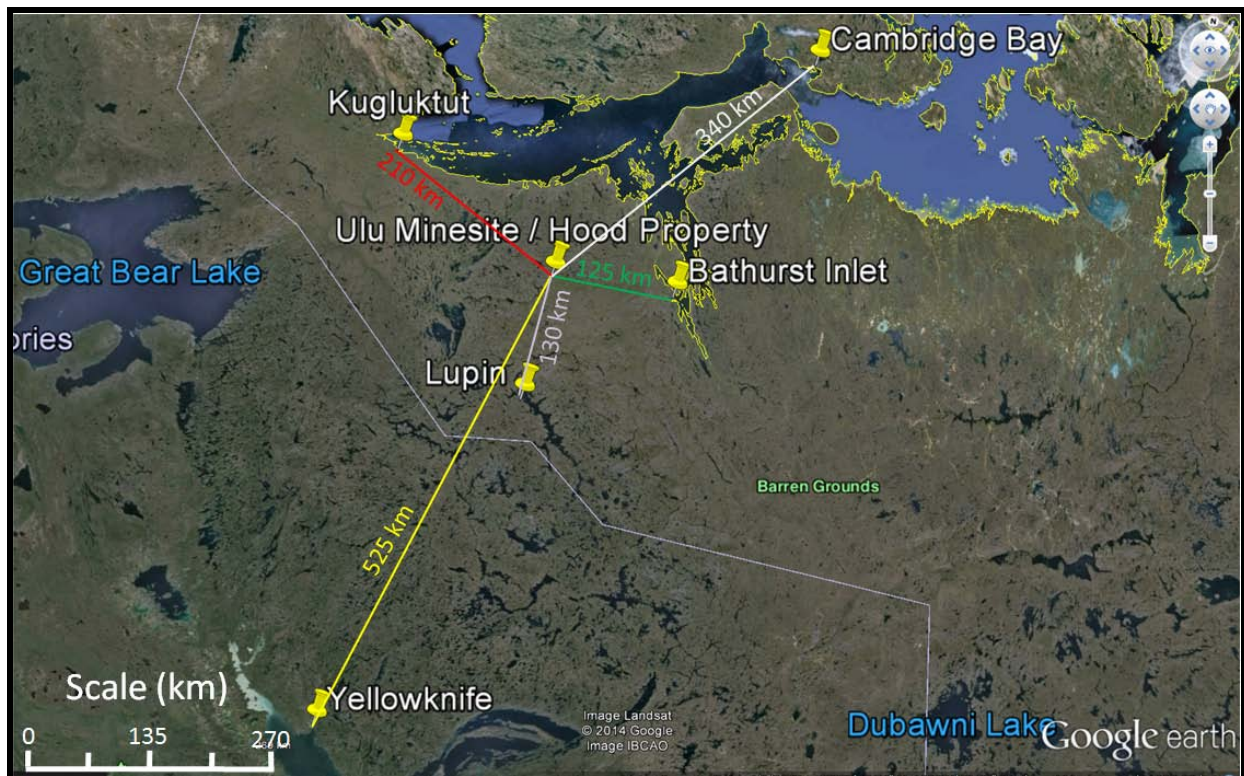 Cambridge Bay
N
Kugluktut
340 km
210 km
Ulu Minesite / Hood Property
Great Bear Lake
125 km
Bathurst Inlet
ories
130 km
Lupin
Barren Grounds
525 km
Scale (km)
Yellowknife
Image Landsat
© 2014 Google
Image IBCAO
Dubawni Lake
Google earth
0 135 270